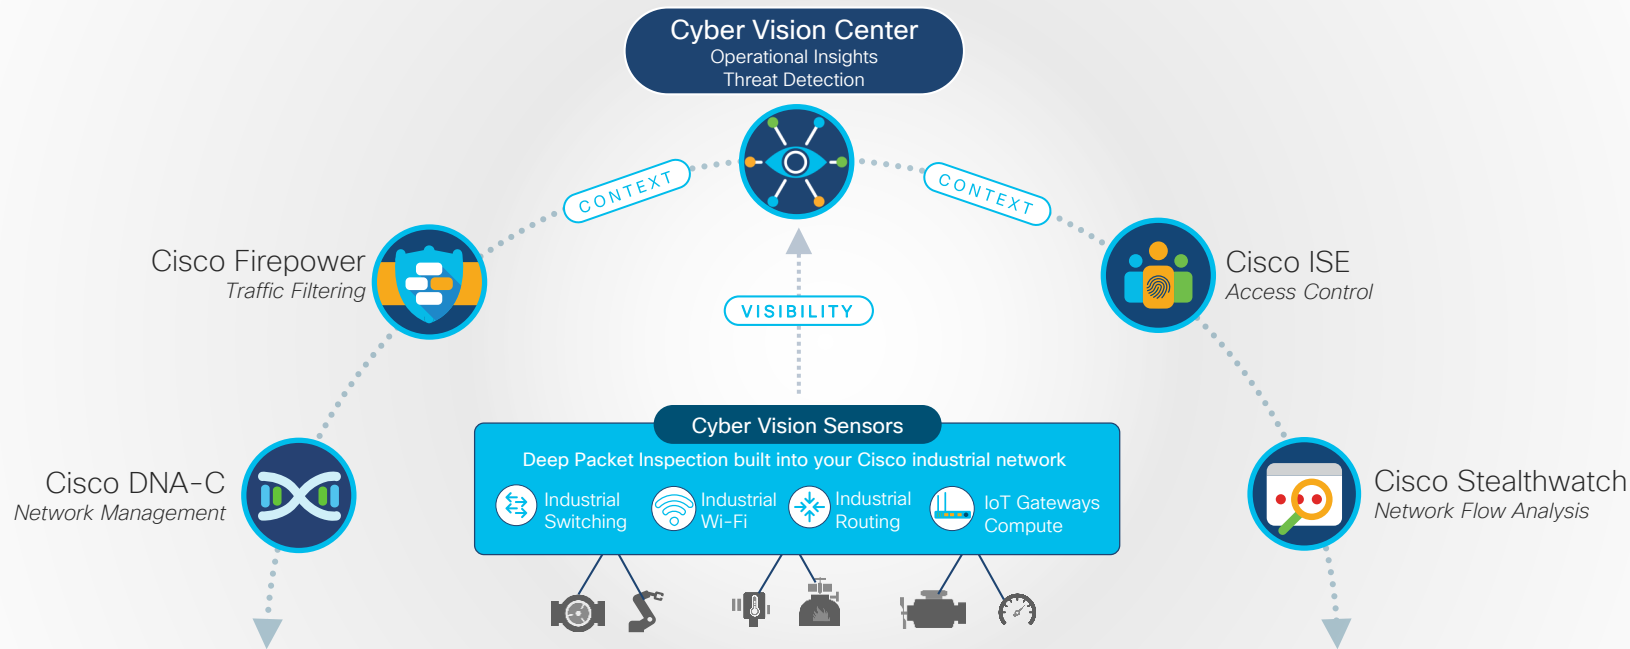 Cyber Vision Center
Operational Insights
Threat Detection
CONTEXT
CONTEXT
Cisco Firepower
Traffic Filtering
Cisco ISE
Access Control
VISIBILITY
Cyber Vision Sensors
Deep Packet Inspection built into your Cisco industrial network
Industrial
Switching
Industrial
Wi-Fi
Industrial
Routing
IoT Gateways
Compute
Cisco DNA-C
Network Management
Cisco Stealthwatch
Network Flow Analysis